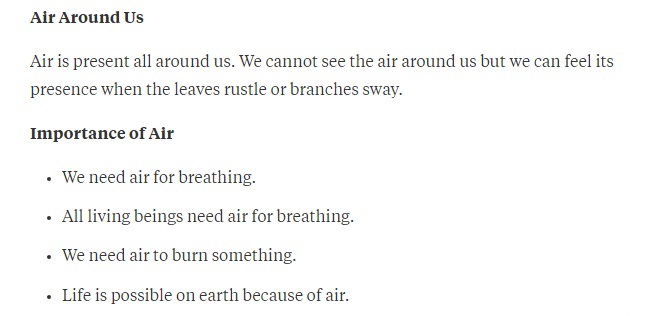 Air Around Us
Air is present all around us. We cannot see the air around us but we can feel its
presence when the leaves rustle or branches sway.
Importance of Air
• We need air for breathing.
• All living beings need air for breathing.
• We need air to burn something.
• Life is possible on earth because of air.